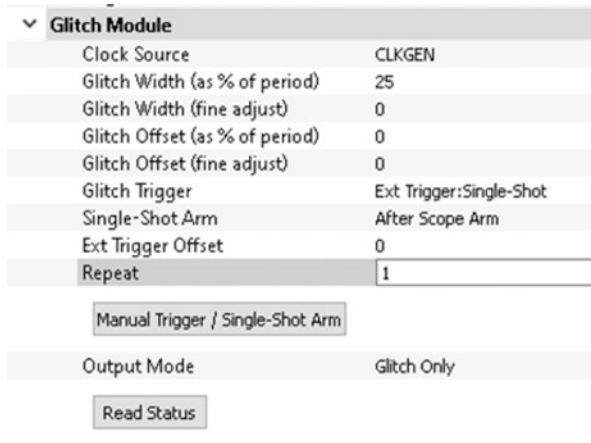 Glitch Module
Clock Source CLKGEN
Glitch Width (as % of period) 25
Glitch Width (fine adjust) 0
Glitch Offset (as % of period) 0
Glitch Offset (fine adjust) 0
Glitch Trigger Ext Trigger:Single-Shot
Single-Shot Arm After Scope Arm
Ext Trigger Offset 0
Repeat 1
Manual Trigger / Single-Shot Arm
Output Mode Glitch Only
Read Status